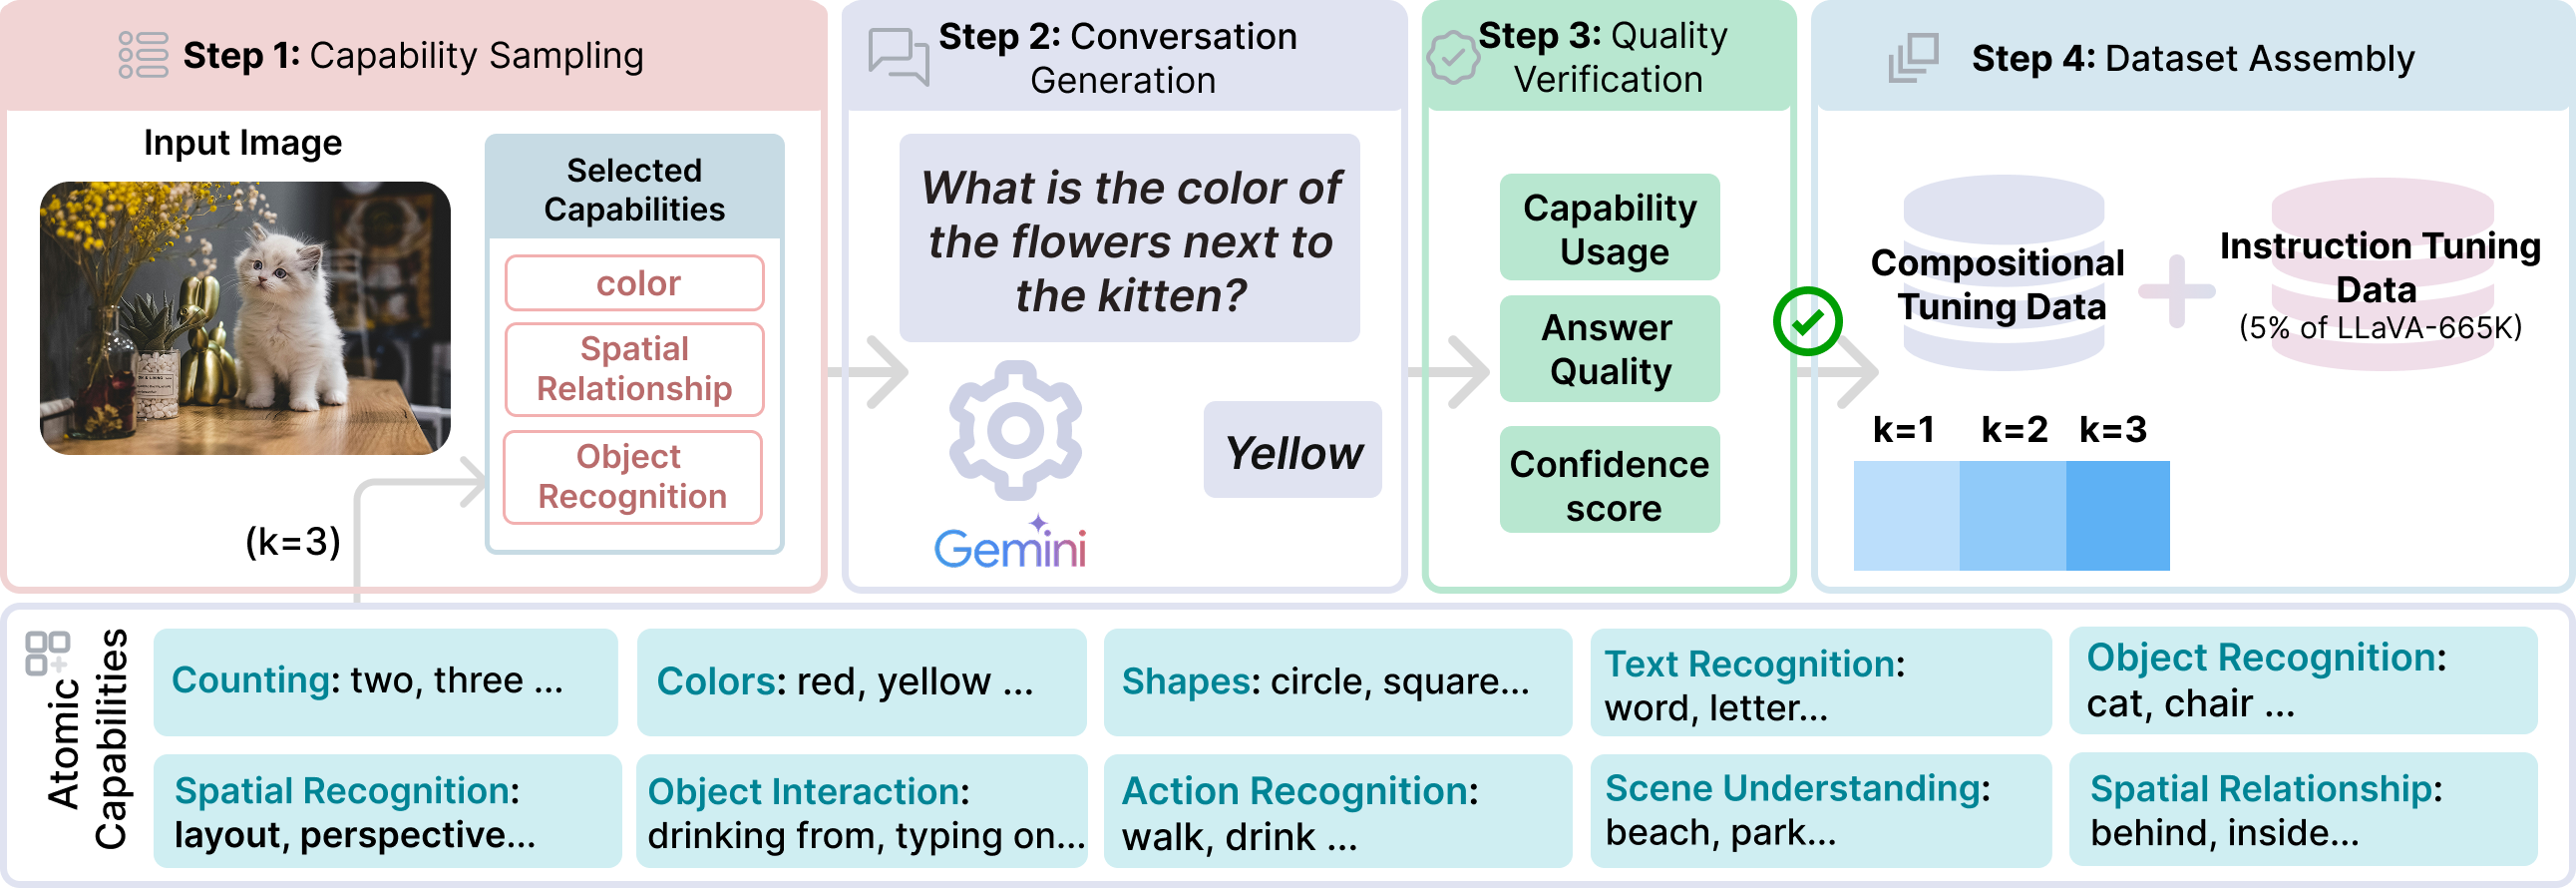 Step 1: Capability Sampling
Input Image
Selected
Capabilities
color
Spatial
Relationship
Object
Recognition
(k=3)
Step 2: Conversation
Generation
What is the color of
the flowers next to
the kitten?
Gemini
Yellow
Step 3: Quality
Verification
Capability
Usage
Answer
Quality
Confidence
score
Step 4: Dataset Assembly
Compositional
Tuning Data
Instruction Tuning
Data
(5% of LLaVA-665K)
k=1 k=2 k=3
Atomic
Capabilities
Counting: two, three ...
Colors: red, yellow ...
Shapes: circle, square...
Text Recognition:
word, letter...
Object Recognition:
cat, chair ...
Spatial Recognition:
layout, perspective...
Object Interaction:
drinking from, typing on...
Action Recognition:
walk, drink ...
Scene Understanding:
beach, park...
Spatial Relationship:
behind, inside...